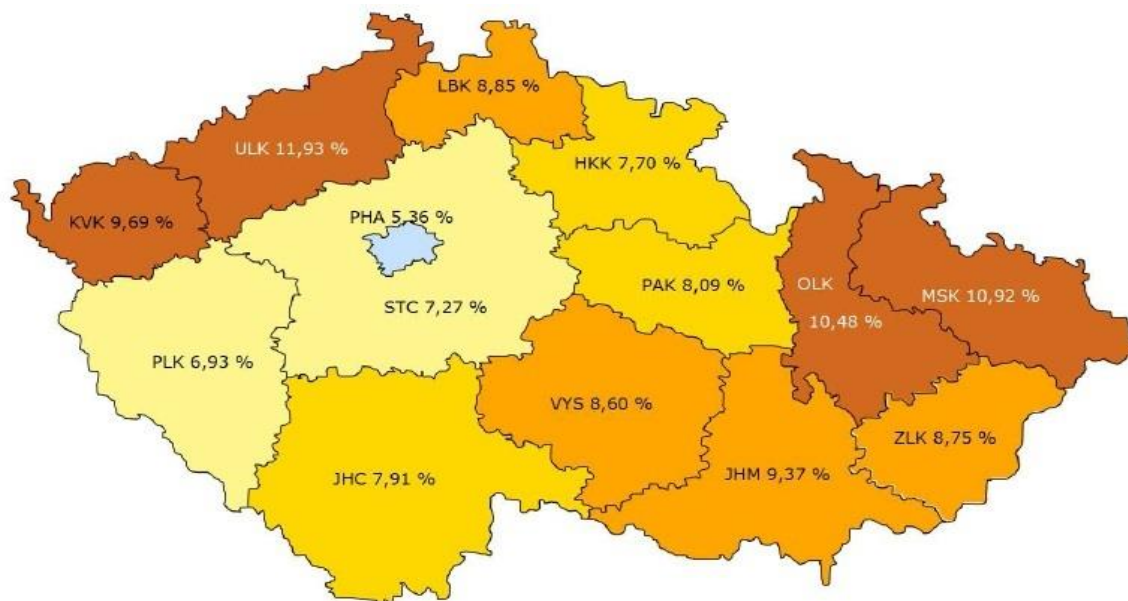 LBK 8,85 %
ULK 11,93 %
HKK 7,70 %
KVK 9,69 %
PHA 5,36 %
PAK 8,09 %
OLK
10,48 %
MSK 10,92 %
STC 7,27 %
PLK 6,93 %
VYS 8,60 %
ZLK 8,75 %
JHC 7,91 %
JHM 9,37 %